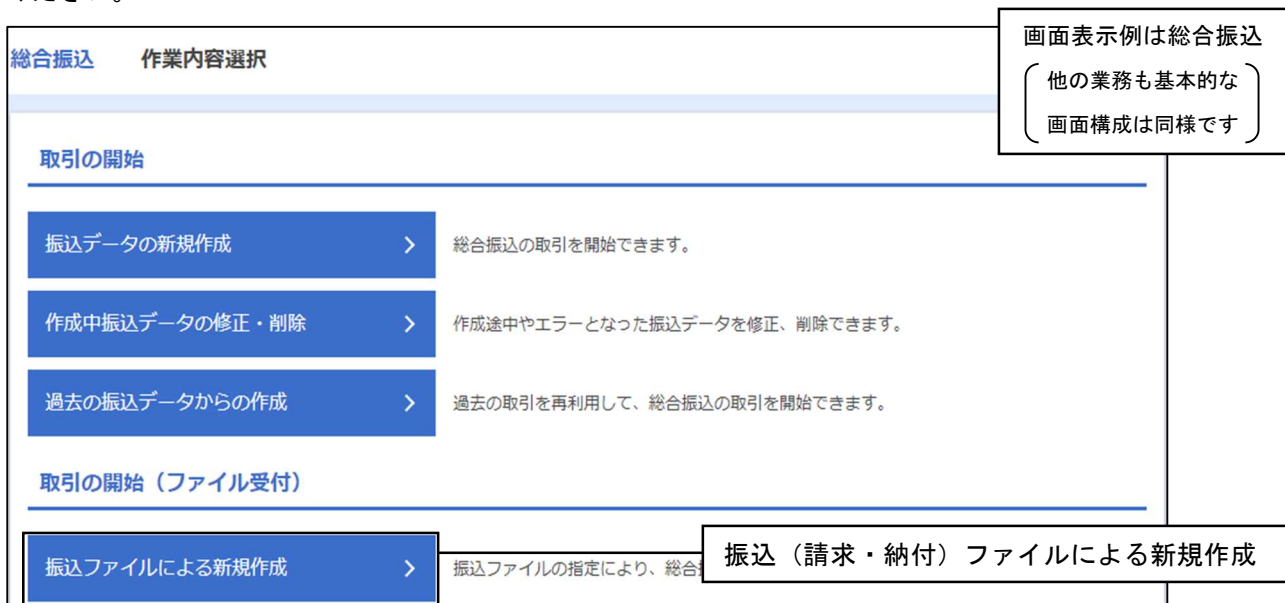 総合振込 作業内容選択
画面表示例は総合振込
他の業務も基本的な
画面構成は同様です
取引の開始
振込データの新規作成
総合振込の取引を開始できます。
作成中振込データの修正・削除
作成途中やエラーとなった振込データを修正、削除できます。
過去の振込データからの作成
過去の取引を再利用して、総合振込の取引を開始できます。
取引の開始（ファイル受付）
振込ファイルによる新規作成
振込ファイルの指定により、総合
振込（請求・納付）ファイルによる新規作成